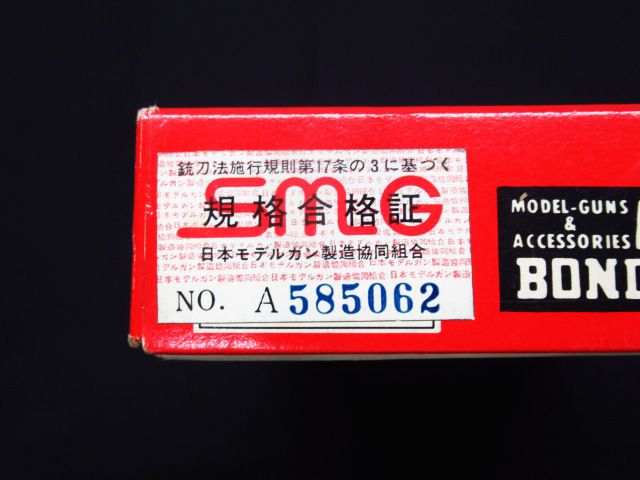 銃刀法施行規則第17条の3に基づく
SMG
規格合格証
日本モデルガン製造協同組合
NO. A 585062
MODEL-GUNS
&
ACCESSORIES
BOND